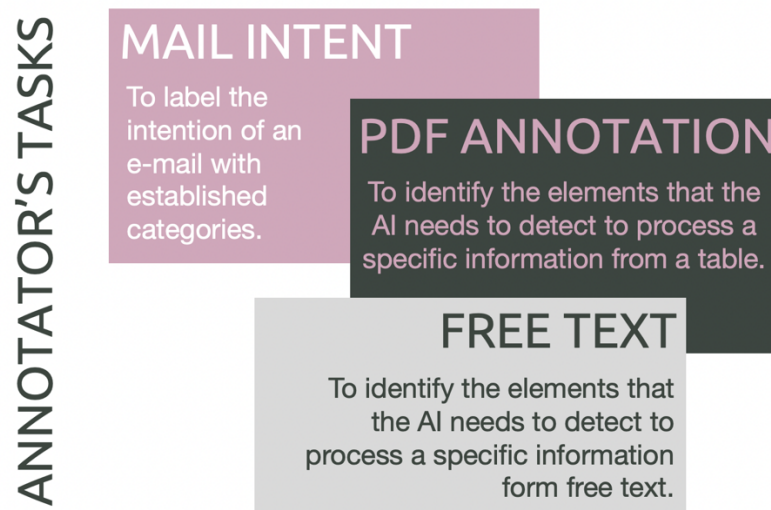 ANNOTATOR'S TASKS
MAIL INTENT
To label the
intention of an
e-mail with
established
categories.
PDF ANNOTATION
To identify the elements that the
AI needs to detect to process a
specific information from a table.
FREE TEXT
To identify the elements that
the AI needs to detect to
process a specific information
form free text.